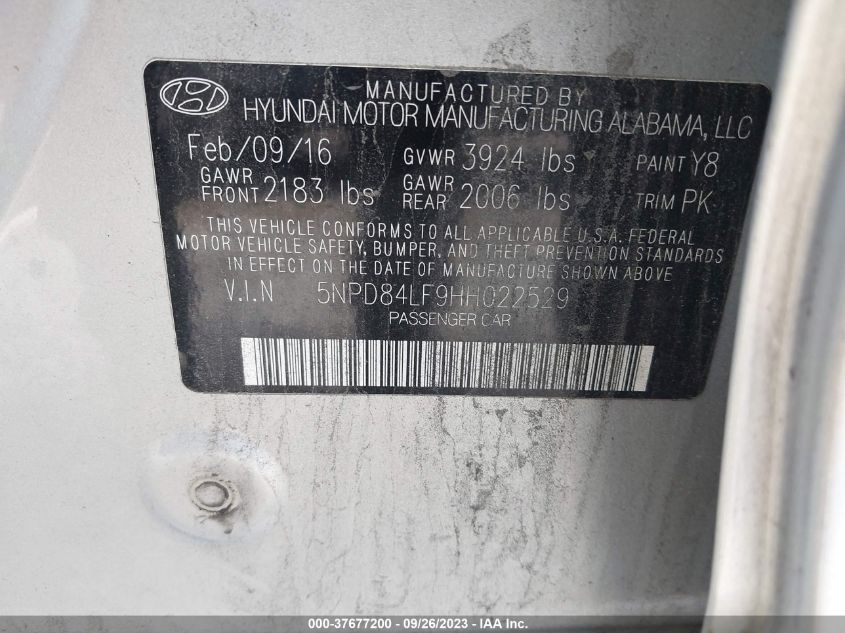 MANUFACTURED BY
HYUNDAI MOTOR MANUFACTURING ALABAMA, LLC
Feb/09/16 GVWR 3924 lbs PAINT Y8
GAWR FRONT 2183 lbs GAWR REAR 2006 lbs TRIM PK
THIS VEHICLE CONFORMS TO ALL APPLICABLE U.S.A. FEDERAL
MOTOR VEHICLE SAFETY, BUMPER, AND THEFT PREVENTION STANDARDS
IN EFFECT ON THE DATE OF MANUFACTURE SHOWN ABOVE
V.I.N 5NPD84LF9HH022529
PASSENGER CAR
000-37677200 - 09/26/2023 - IAA Inc.